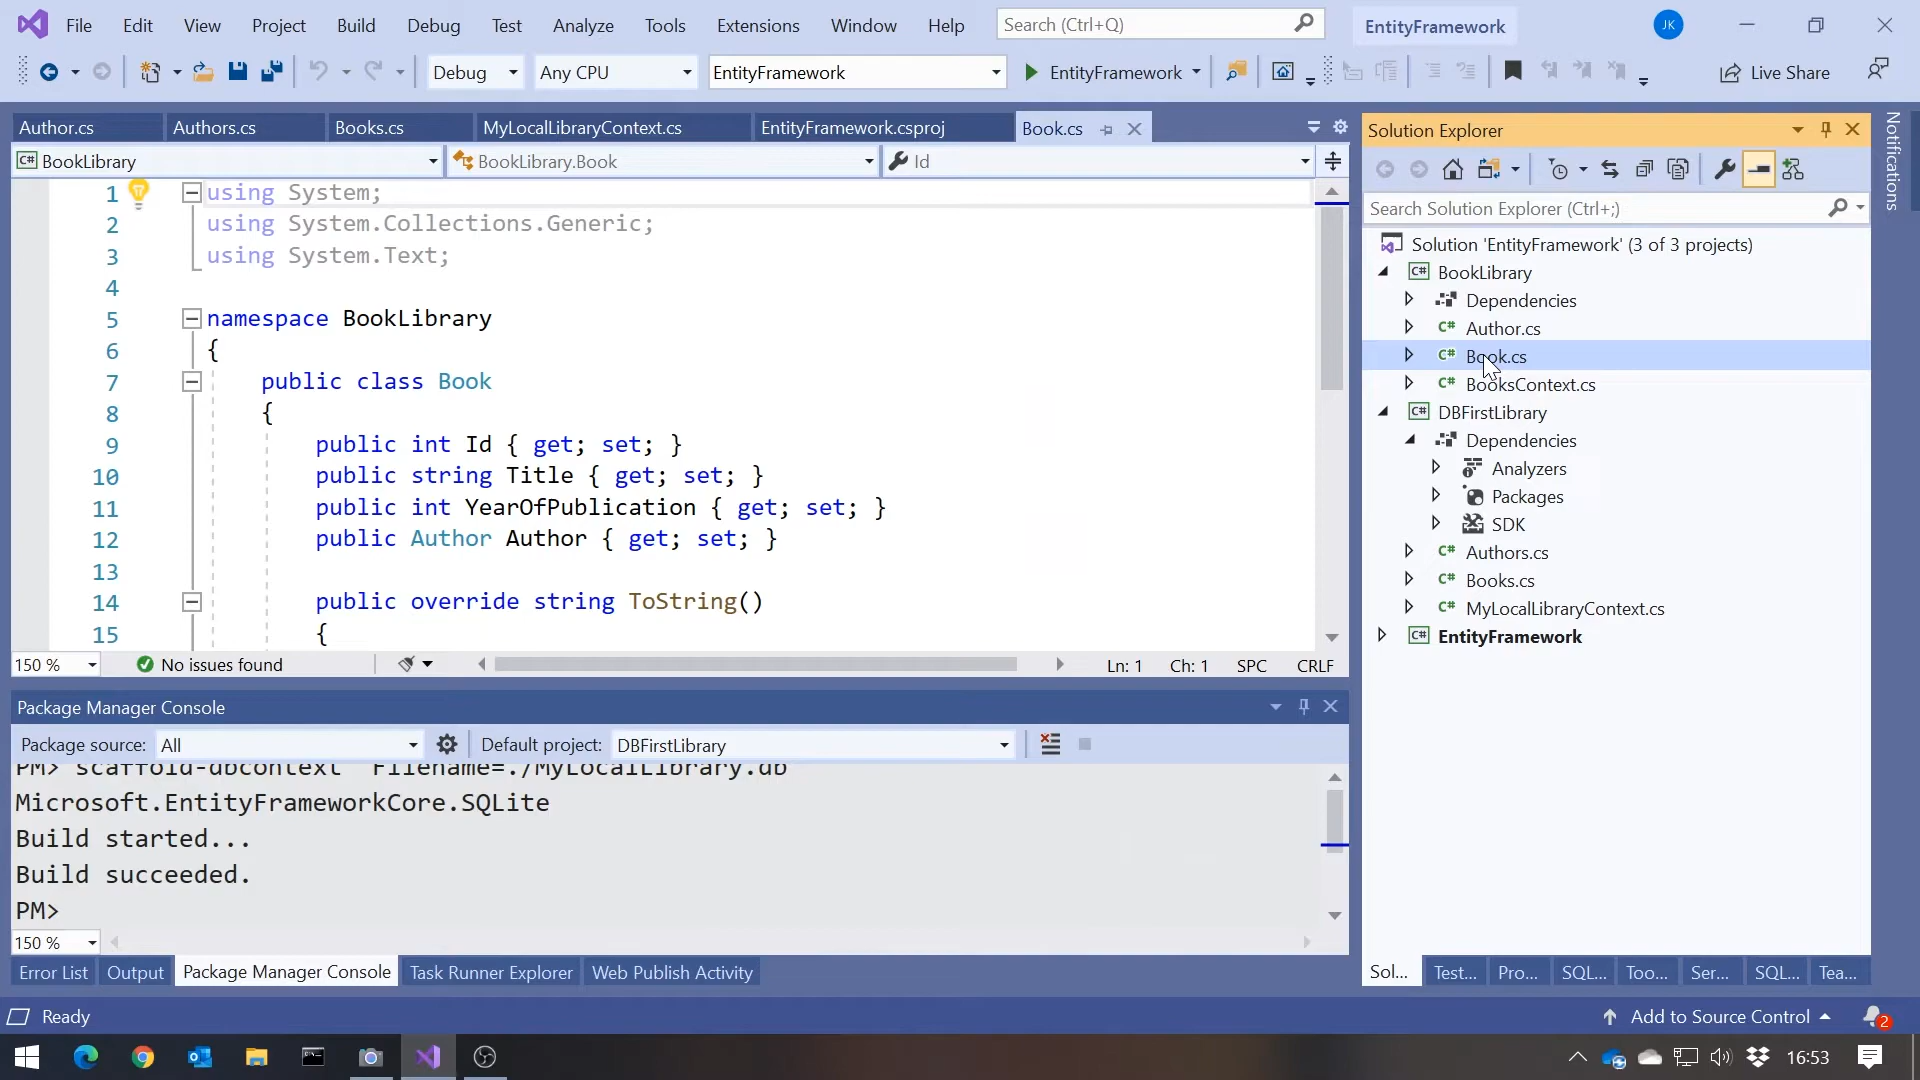 File Edit View Project Build Debug Test Analyze Tools Extensions Window Help Search (Ctrl+Q) EntityFramework JK
Debug Any CPU EntityFramework EntityFramework Live Share
Author.cs Authors.cs Books.cs MyLocalLibraryContext.cs EntityFramework.csproj Book.cs
C# BookLibrary BookLibrary.Book Id
1 using System;
2 using System.Collections.Generic;
3 using System.Text;
4
5 namespace BookLibrary
6 {
7 public class Book
8 {
9 public int Id { get; set; }
10 public string Title { get; set; }
11 public int YearOfPublication { get; set; }
12 public Author Author { get; set; }
13
14 public override string ToString()
15 {
150 % No issues found Ln: 1 Ch: 1 SPC CRLF
Package Manager Console
Package source: All Default project: DBFirstLibrary
PM> scaffold-dbcontext "Filename=./MyLocalLibrary.db"
Microsoft.EntityFrameworkCore.SQLite
Build started...
Build succeeded.
PM>
150 %
Error List Output Package Manager Console Task Runner Explorer Web Publish Activity
Solution Explorer
Search Solution Explorer (Ctrl+;)
Solution 'EntityFramework' (3 of 3 projects)
C# BookLibrary
Dependencies
C# Author.cs
C# Book.cs
C# BooksContext.cs
C# DBFirstLibrary
Dependencies
Analyzers
Packages
SDK
C# Authors.cs
C# Books.cs
C# MyLocalLibraryContext.cs
C# EntityFramework
Sol... Test... Pro... SQL... Too... Ser... SQL... Tea...
Notifications
Ready Add to Source Control 2
16:53